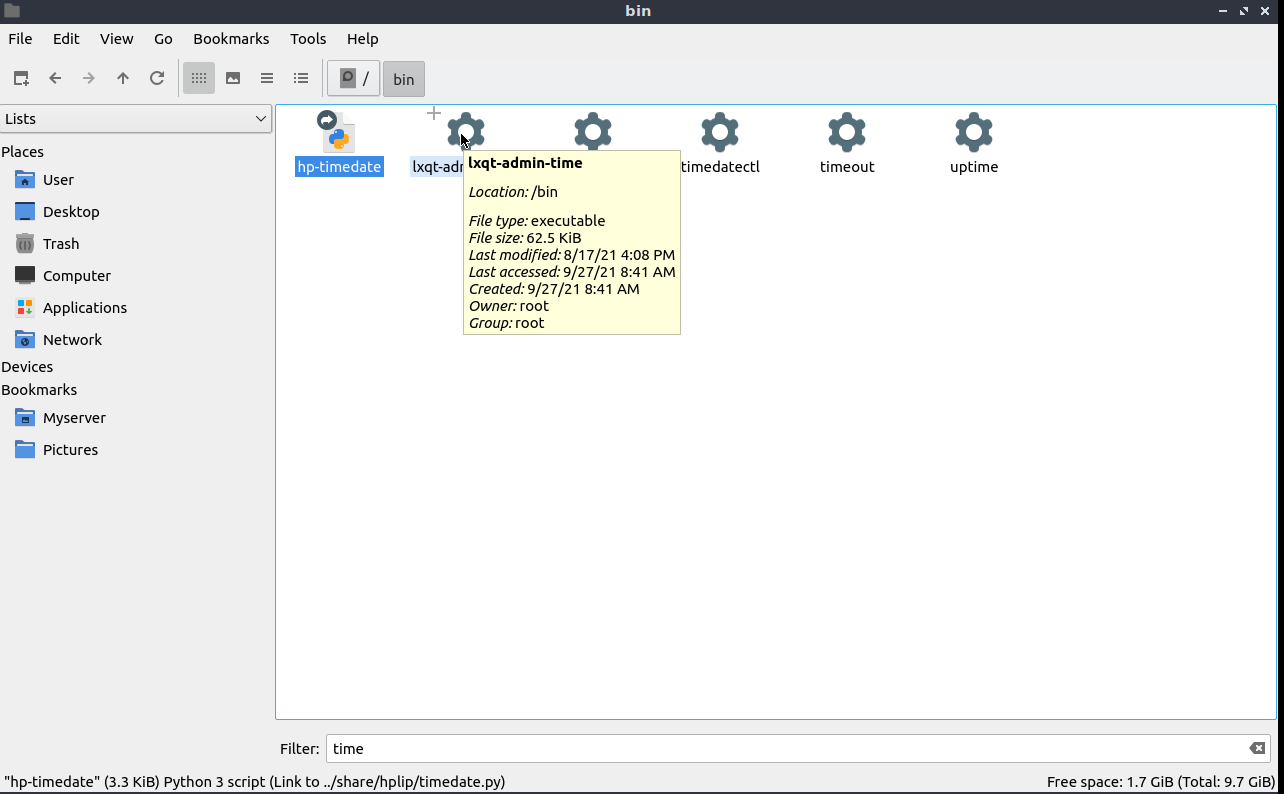 bin
File Edit View Go Bookmarks Tools Help
/ bin
Lists
Places
User
Desktop
Trash
Computer
Applications
Network
Devices
Bookmarks
Myserver
Pictures
hp-timedate
timedatectl
timeout
uptime
lxqt-admin-time
Location: /bin
File type: executable
File size: 62.5 KiB
Last modified: 8/17/21 4:08 PM
Last accessed: 9/27/21 8:41 AM
Created: 9/27/21 8:41 AM
Owner: root
Group: root
Filter: time
"hp-timedate" (3.3 KiB) Python 3 script (Link to ../share/hplip/timedate.py)
Free space: 1.7 GiB (Total: 9.7 GiB)